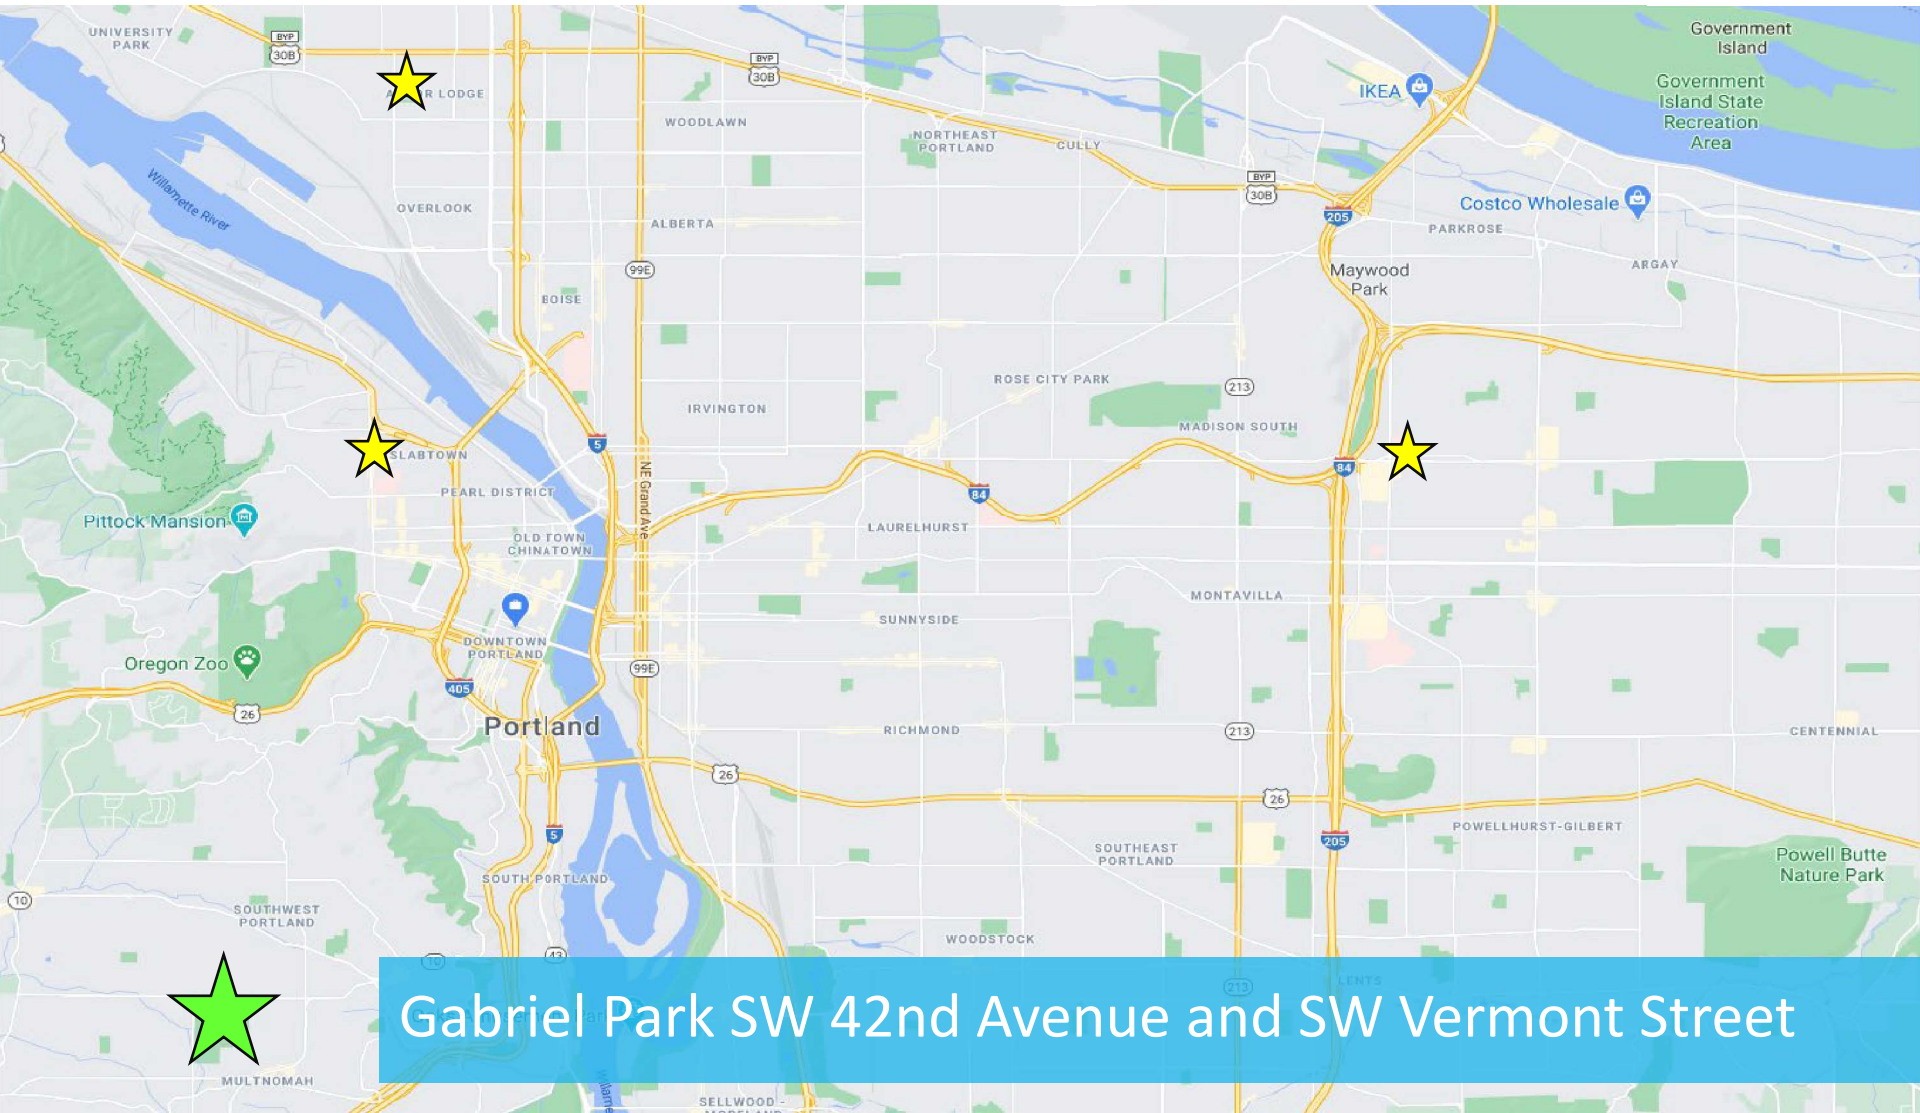 UNIVERSITY
PARK
BYP
30B
R LODGE
BYP
30B
WOODLAWN
NORTHEAST
PORTLAND
CULLY
IKEA
Government
Island
Government
Island State
Recreation
Area
BYP
30B
Costco Wholesale
205
PARKROSE
Willamette River
OVERLOOK
ALBERTA
99E
BOISE
Maywood
Park
ARGAY
ROSE CITY PARK
213
IRVINGTON
MADISON SOUTH
5
SLABTOWN
84
84
PEARL DISTRICT
NE Grand Ave
Pittock Mansion
OLD TOWN
CHINATOWN
LAURELHURST
MONTAVILLA
SUNNYSIDE
DOWNTOWN
PORTLAND
Oregon Zoo
99E
405
26
Portland
RICHMOND
213
CENTENNIAL
26
26
5
205
POWELLHURST-GILBERT
SOUTHEAST
PORTLAND
Powell Butte
Nature Park
SOUTH PORTLAND
10
SOUTHWEST
PORTLAND
WOODSTOCK
10
43
213
LENTS
Gabriel Park SW 42nd Avenue and SW Vermont Street
MULTNOMAH
SELLWOOD -